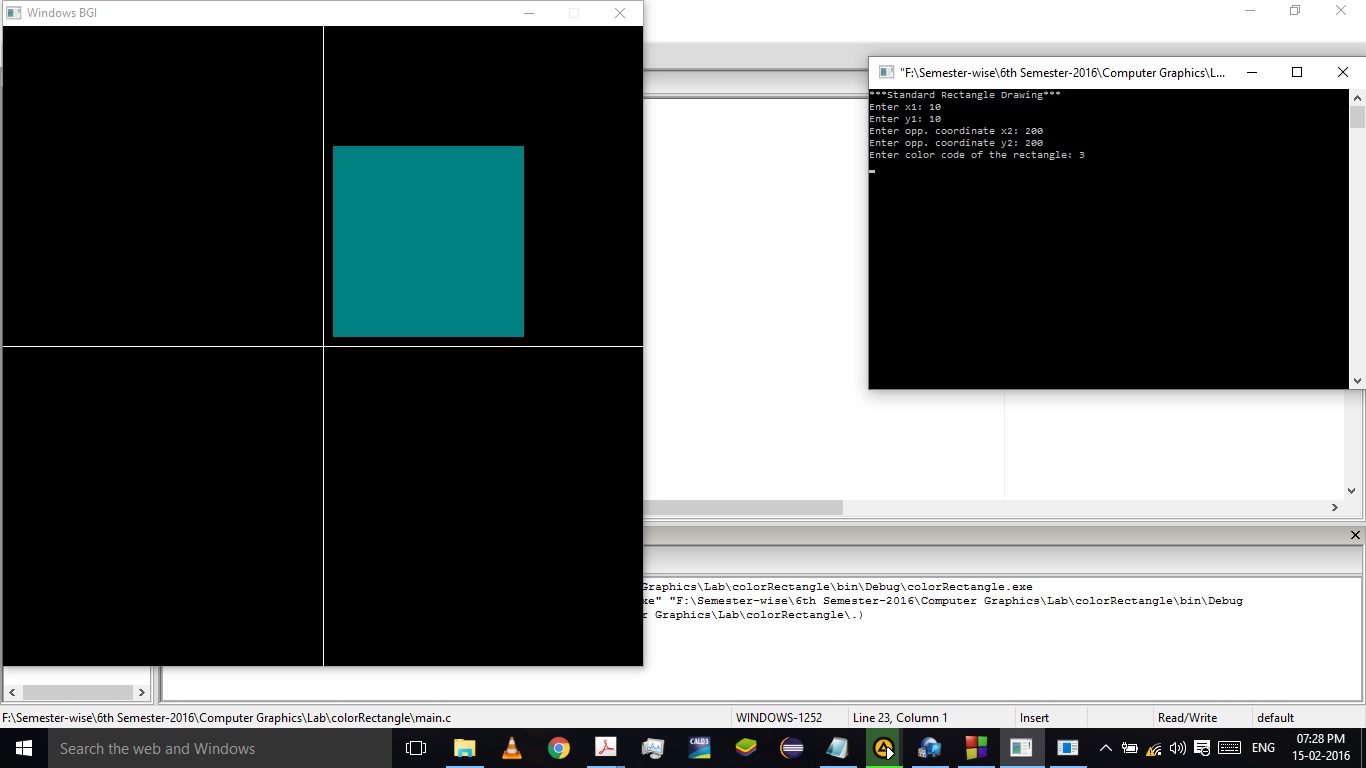 Windows BGI
"F:\Semester-wise\6th Semester-2016\Computer Graphics\L...
***Standard Rectangle Drawing***
Enter x1: 10
Enter y1: 10
Enter opp. coordinate x2: 200
Enter opp. coordinate y2: 200
Enter color code of the rectangle: 3
Graphics\Lab\colorRectangle\bin\Debug\colorRectangle.exe
xe" "F:\Semester-wise\6th Semester-2016\Computer Graphics\Lab\colorRectangle\bin\Debug
r Graphics\Lab\colorRectangle\.)
F:\Semester-wise\6th Semester-2016\Computer Graphics\Lab\colorRectangle\main.c WINDOWS-1252 Line 23, Column 1 Insert Read/Write default
Search the web and Windows
CALD3
ENG
07:28 PM
15-02-2016